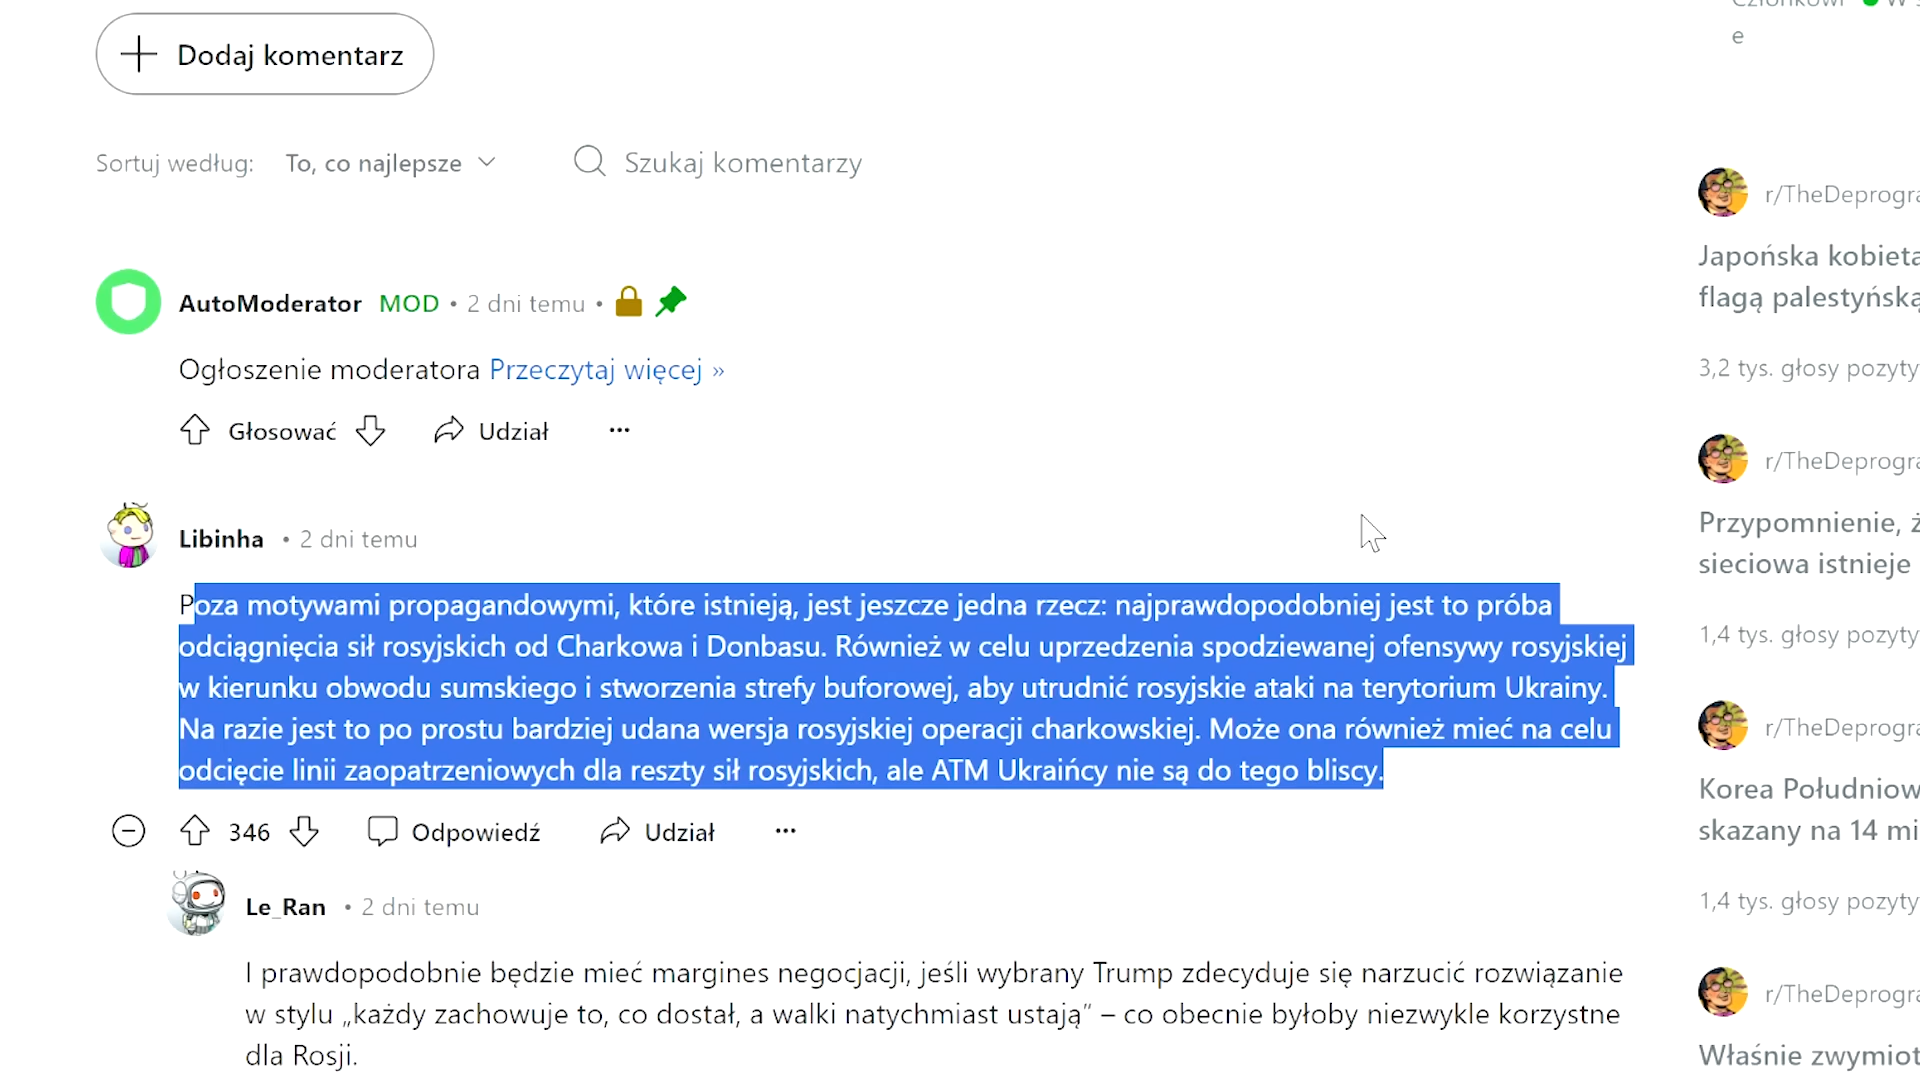 Dodaj komentarz
Sortuj według: To, co najlepsze
Szukaj komentarzy
AutoModerator MOD • 2 dni temu •
Ogłoszenie moderatora Przeczytaj więcej »
Głosować Udział ...
Libinha • 2 dni temu
Poza motywami propagandowymi, które istnieją, jest jeszcze jedna rzecz: najprawdopodobniej jest to próba
odciągnięcia sił rosyjskich od Charkowa i Donbasu. Również w celu uprzedzenia spodziewanej ofensywy rosyjskiej
w kierunku obwodu sumskiego i stworzenia strefy buforowej, aby utrudnić rosyjskie ataki na terytorium Ukrainy.
Na razie jest to po prostu bardziej udana wersja rosyjskiej operacji charkowskiej. Może ona również mieć na celu
odcięcie linii zaopatrzeniowych dla reszty sił rosyjskich, ale ATM Ukraińcy nie są do tego bliscy.
346 Odpowiedź Udział ...
Le_Ran • 2 dni temu
I prawdopodobnie będzie mieć margines negocjacji, jeśli wybrany Trump zdecyduje się narzucić rozwiązanie
w stylu „każdy zachowuje to, co dostał, a walki natychmiast ustają” – co obecnie byłoby niezwykle korzystne
dla Rosji.
e
r/TheDeprogra
Japońska kobieta
flagą palestyńską
3,2 tys. głosy pozyty
r/TheDeprogra
Przypomnienie, ż
sieciowa istnieje
1,4 tys. głosy pozyty
r/TheDeprogra
Korea Południow
skazany na 14 mi
1,4 tys. głosy pozyty
r/TheDeprogra
Właśnie zwymiot